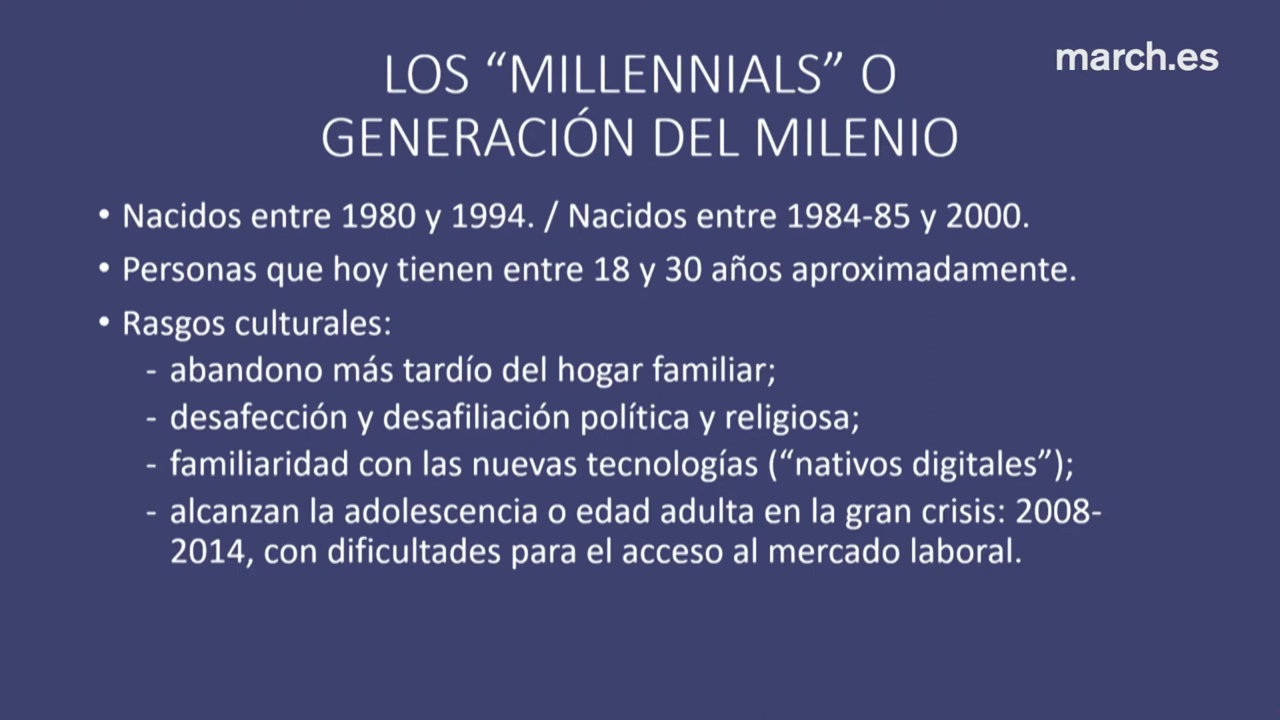 march.es
LOS “MILLENNIALS” O
GENERACIÓN DEL MILENIO
• Nacidos entre 1980 y 1994. / Nacidos entre 1984-85 y 2000.
• Personas que hoy tienen entre 18 y 30 años aproximadamente.
• Rasgos culturales:
- abandono más tardío del hogar familiar;
- desafección y desafiliación política y religiosa;
- familiaridad con las nuevas tecnologías (“nativos digitales”);
- alcanzan la adolescencia o edad adulta en la gran crisis: 2008-
2014, con dificultades para el acceso al mercado laboral.